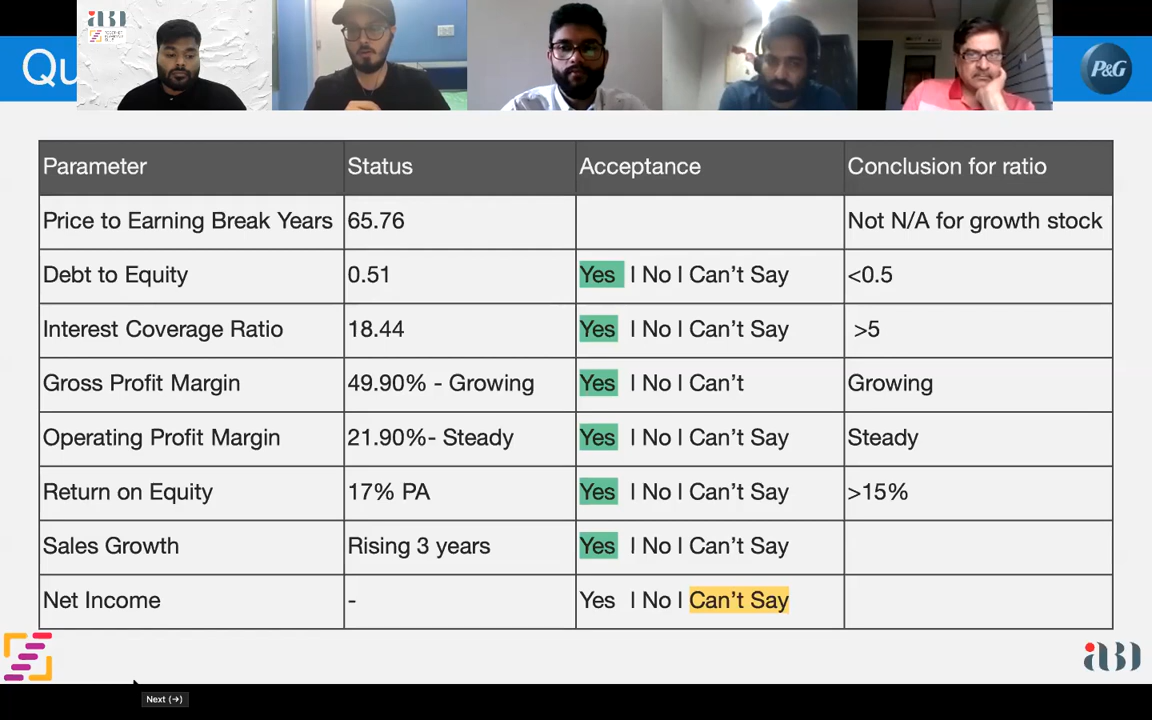 Qu
P&G
Parameter Status Acceptance Conclusion for ratio
Price to Earning Break Years 65.76 Not N/A for growth stock
Debt to Equity 0.51 Yes I No I Can't Say <0.5
Interest Coverage Ratio 18.44 Yes I No I Can't Say >5
Gross Profit Margin 49.90% - Growing Yes I No I Can't Growing
Operating Profit Margin 21.90%- Steady Yes I No I Can't Say Steady
Return on Equity 17% PA Yes I No I Can't Say >15%
Sales Growth Rising 3 years Yes I No I Can't Say
Net Income - Yes I No I Can't Say
Next (→)